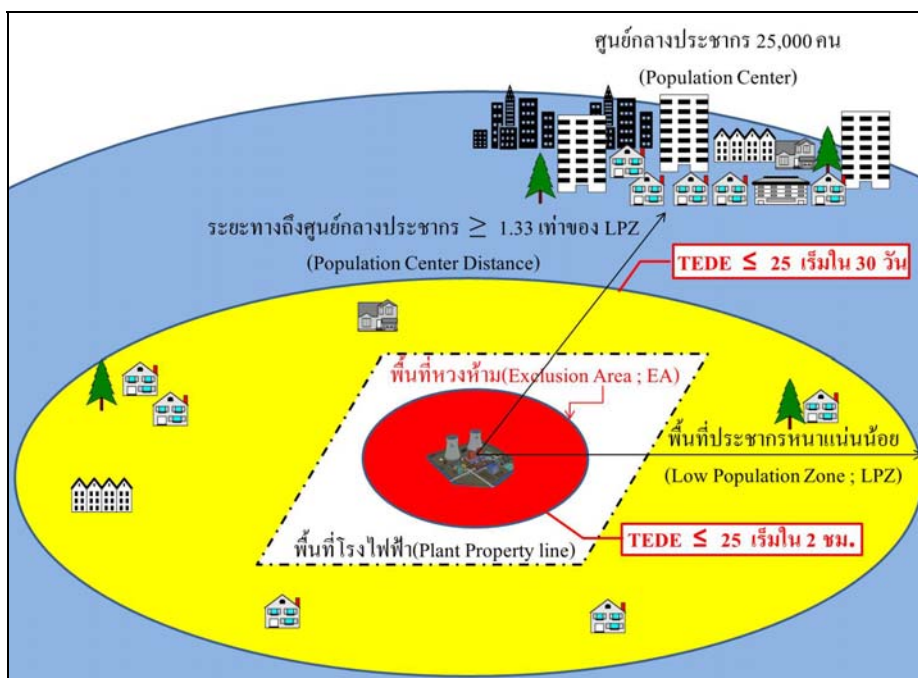 ศูนย์กลางประชากร 25,000 คน
(Population Center)
ระยะทางถึงศูนย์กลางประชากร ≥ 1.33 เท่าของ LPZ
(Population Center Distance)
TEDE ≤ 25 เร็มใน 30 วัน
พื้นที่หวงห้าม(Exclusion Area ; EA)
พื้นที่ประชากรหนาแน่นน้อย
(Low Population Zone ; LPZ)
TEDE ≤ 25 เร็มใน 2 ชม.
พื้นที่โรงไฟฟ้า(Plant Property line)